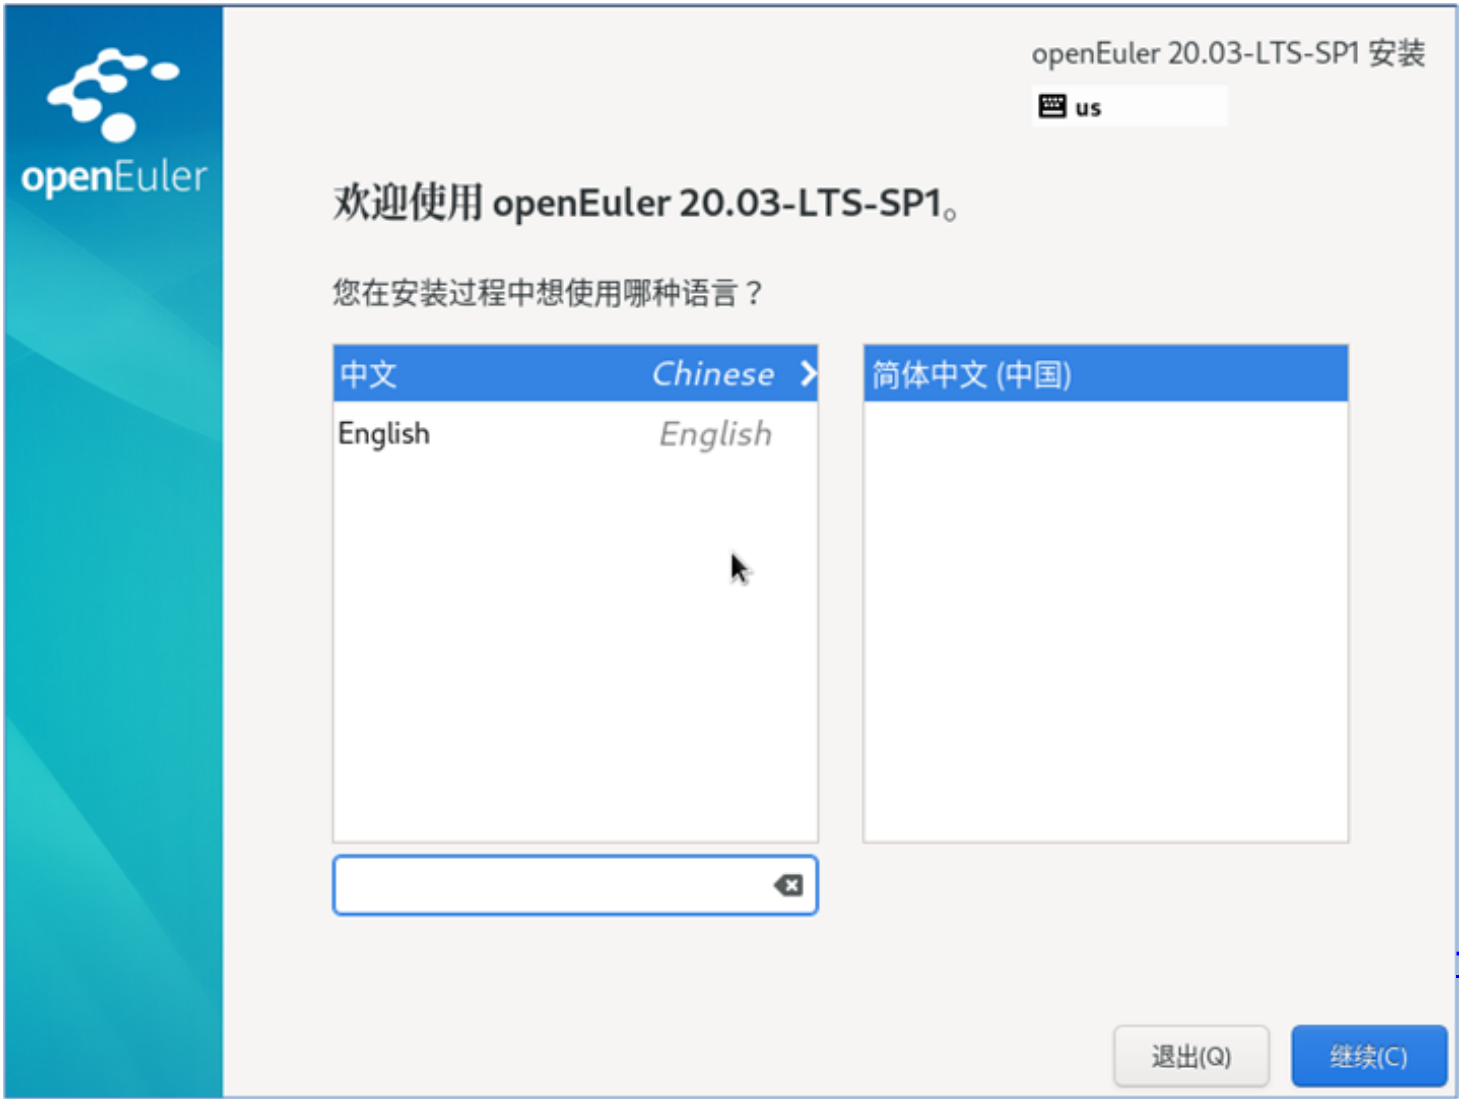 openEuler
openEuler 20.03-LTS-SP1 安装
us
欢迎使用 openEuler 20.03-LTS-SP1。
您在安装过程中想使用哪种语言？
中文 Chinese
English English
简体中文 (中国)
退出(Q)
继续(C)